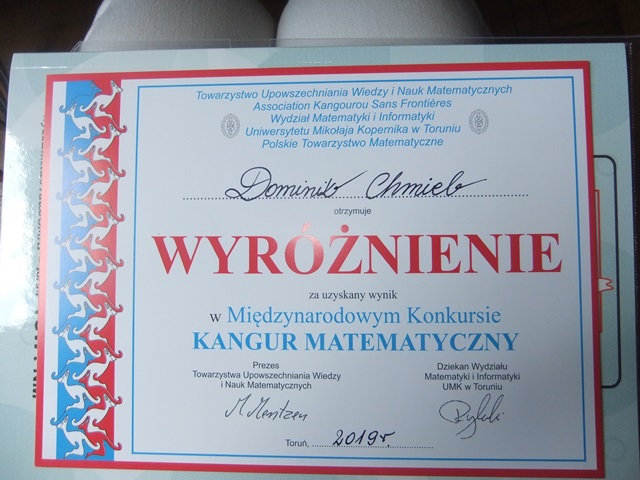 Towarzystwo Upowszechniania Wiedzy i Nauk Matematycznych
Association Kangourou Sans Frontiéres
Wydział Matematyki i Informatyki
Uniwersytetu Mikołaja Kopernika w Toruniu
Polskie Towarzystwo Matematyczne
Dominik Chmiel
otrzymuje
WYRÓŻNIENIE
za uzyskany wynik
w Międzynarodowym Konkursie
KANGUR MATEMATYCZNY
Prezes
Towarzystwa Upowszechniania Wiedzy
i Nauk Matematycznych
M Mentzen
Dziekan Wydziału
Matematyki i Informatyki
UMK w Toruniu
Toruń, 2019r.